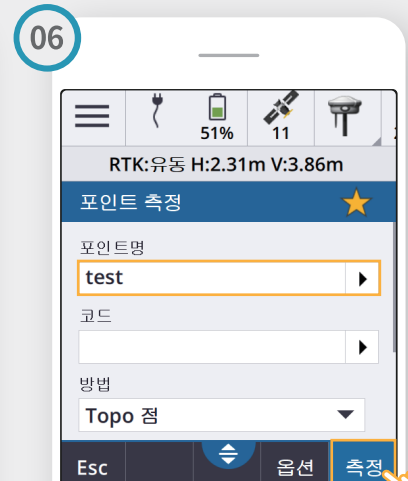 06
51%
11
RTK:유동 H:2.31m V:3.86m
포인트 측정
포인트명
test
코드
방법
Topo 점
Esc
옵션
측정